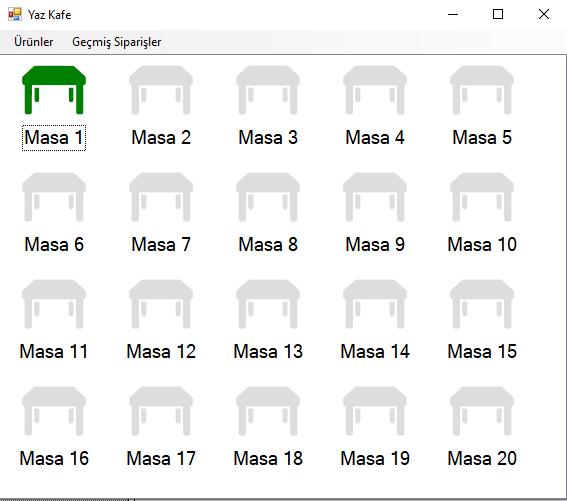 Yaz Kafe
Ürünler Geçmiş Siparişler
Masa 1 Masa 2 Masa 3 Masa 4 Masa 5
Masa 6 Masa 7 Masa 8 Masa 9 Masa 10
Masa 11 Masa 12 Masa 13 Masa 14 Masa 15
Masa 16 Masa 17 Masa 18 Masa 19 Masa 20